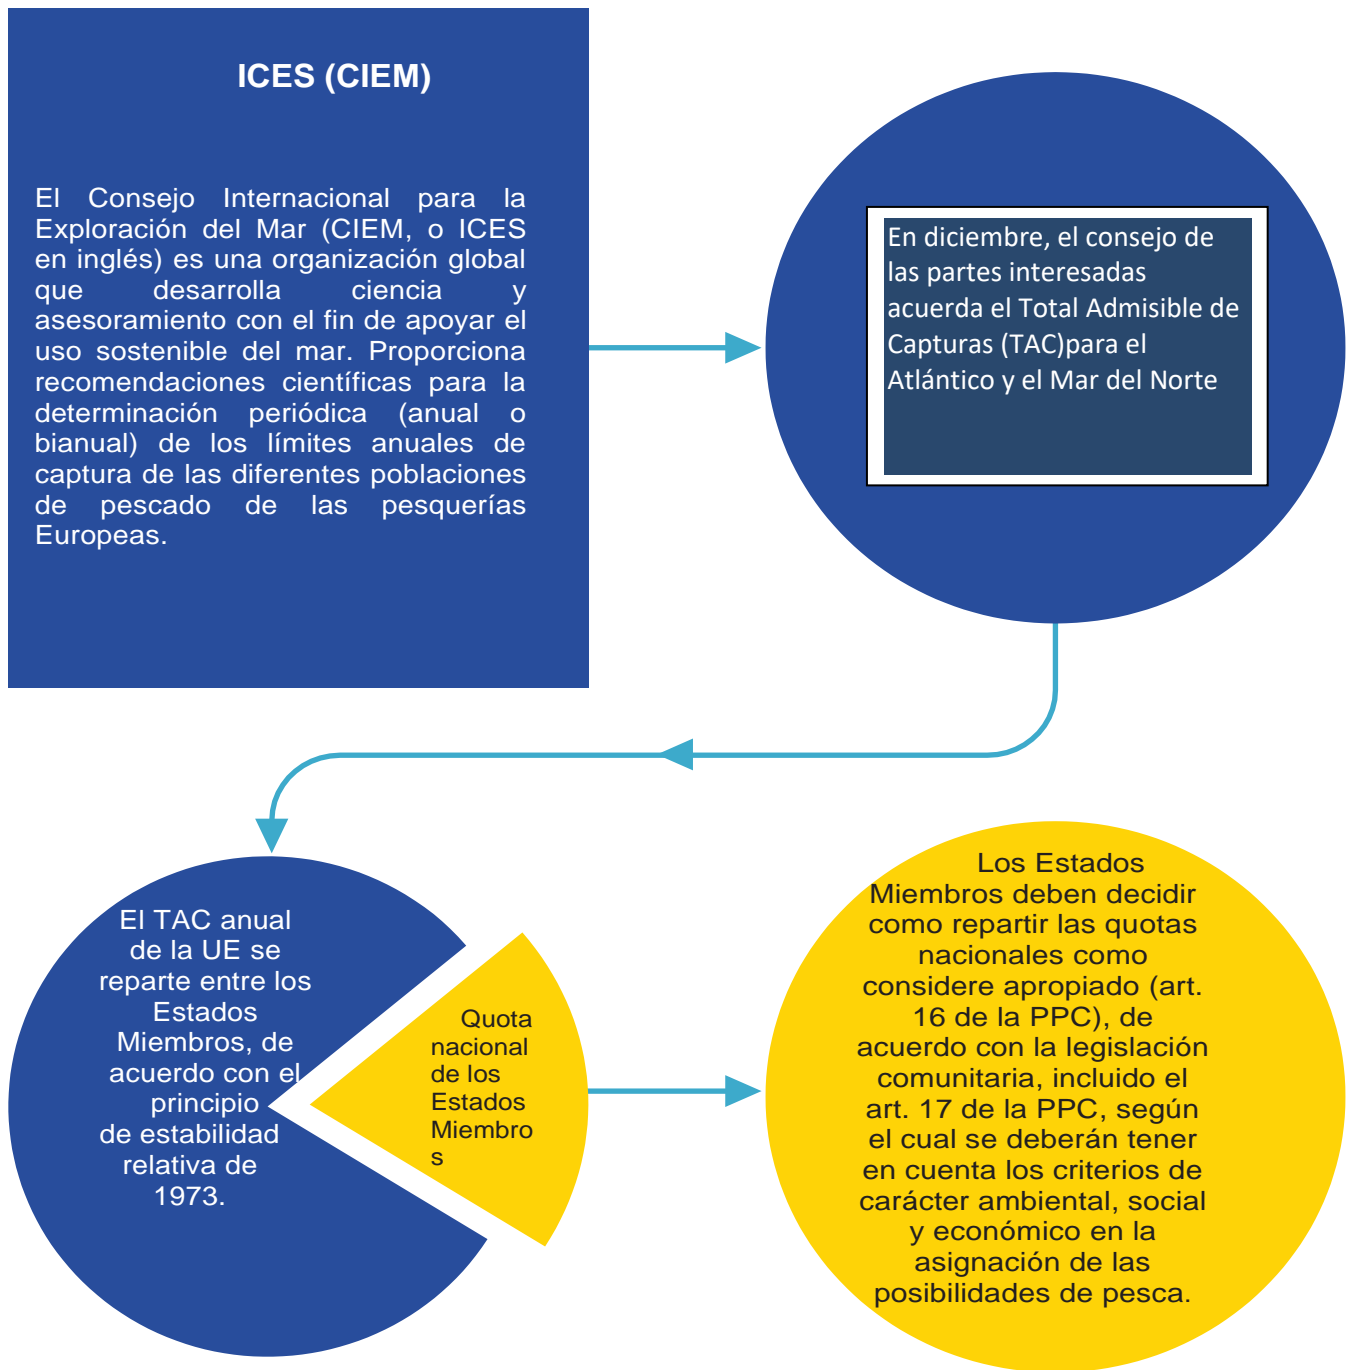 ICES (CIEM)
El Consejo Internacional para la
Exploración del Mar (CIEM, o ICES
en inglés) es una organización global
que desarrolla ciencia y
asesoramiento con el fin de apoyar el
uso sostenible del mar. Proporciona
recomendaciones científicas para la
determinación periódica (anual o
bianual) de los límites anuales de
captura de las diferentes poblaciones
de pescado de las pesquerías
Europeas.
En diciembre, el consejo de
las partes interesadas
acuerda el Total Admisible de
Capturas (TAC)para el
Atlántico y el Mar del Norte
El TAC anual
de la UE se
reparte entre los
Estados
Miembros, de
acuerdo con el
principio
de estabilidad
relativa de
1973.
Quota
nacional
de los
Estados
Miembro
s
Los Estados
Miembros deben decidir
como repartir las quotas
nacionales como
considere apropiado (art.
16 de la PPC), de
acuerdo con la legislación
comunitaria, incluido el
art. 17 de la PPC, según
el cual se deberán tener
en cuenta los criterios de
carácter ambiental, social
y económico en la
asignación de las
posibilidades de pesca.